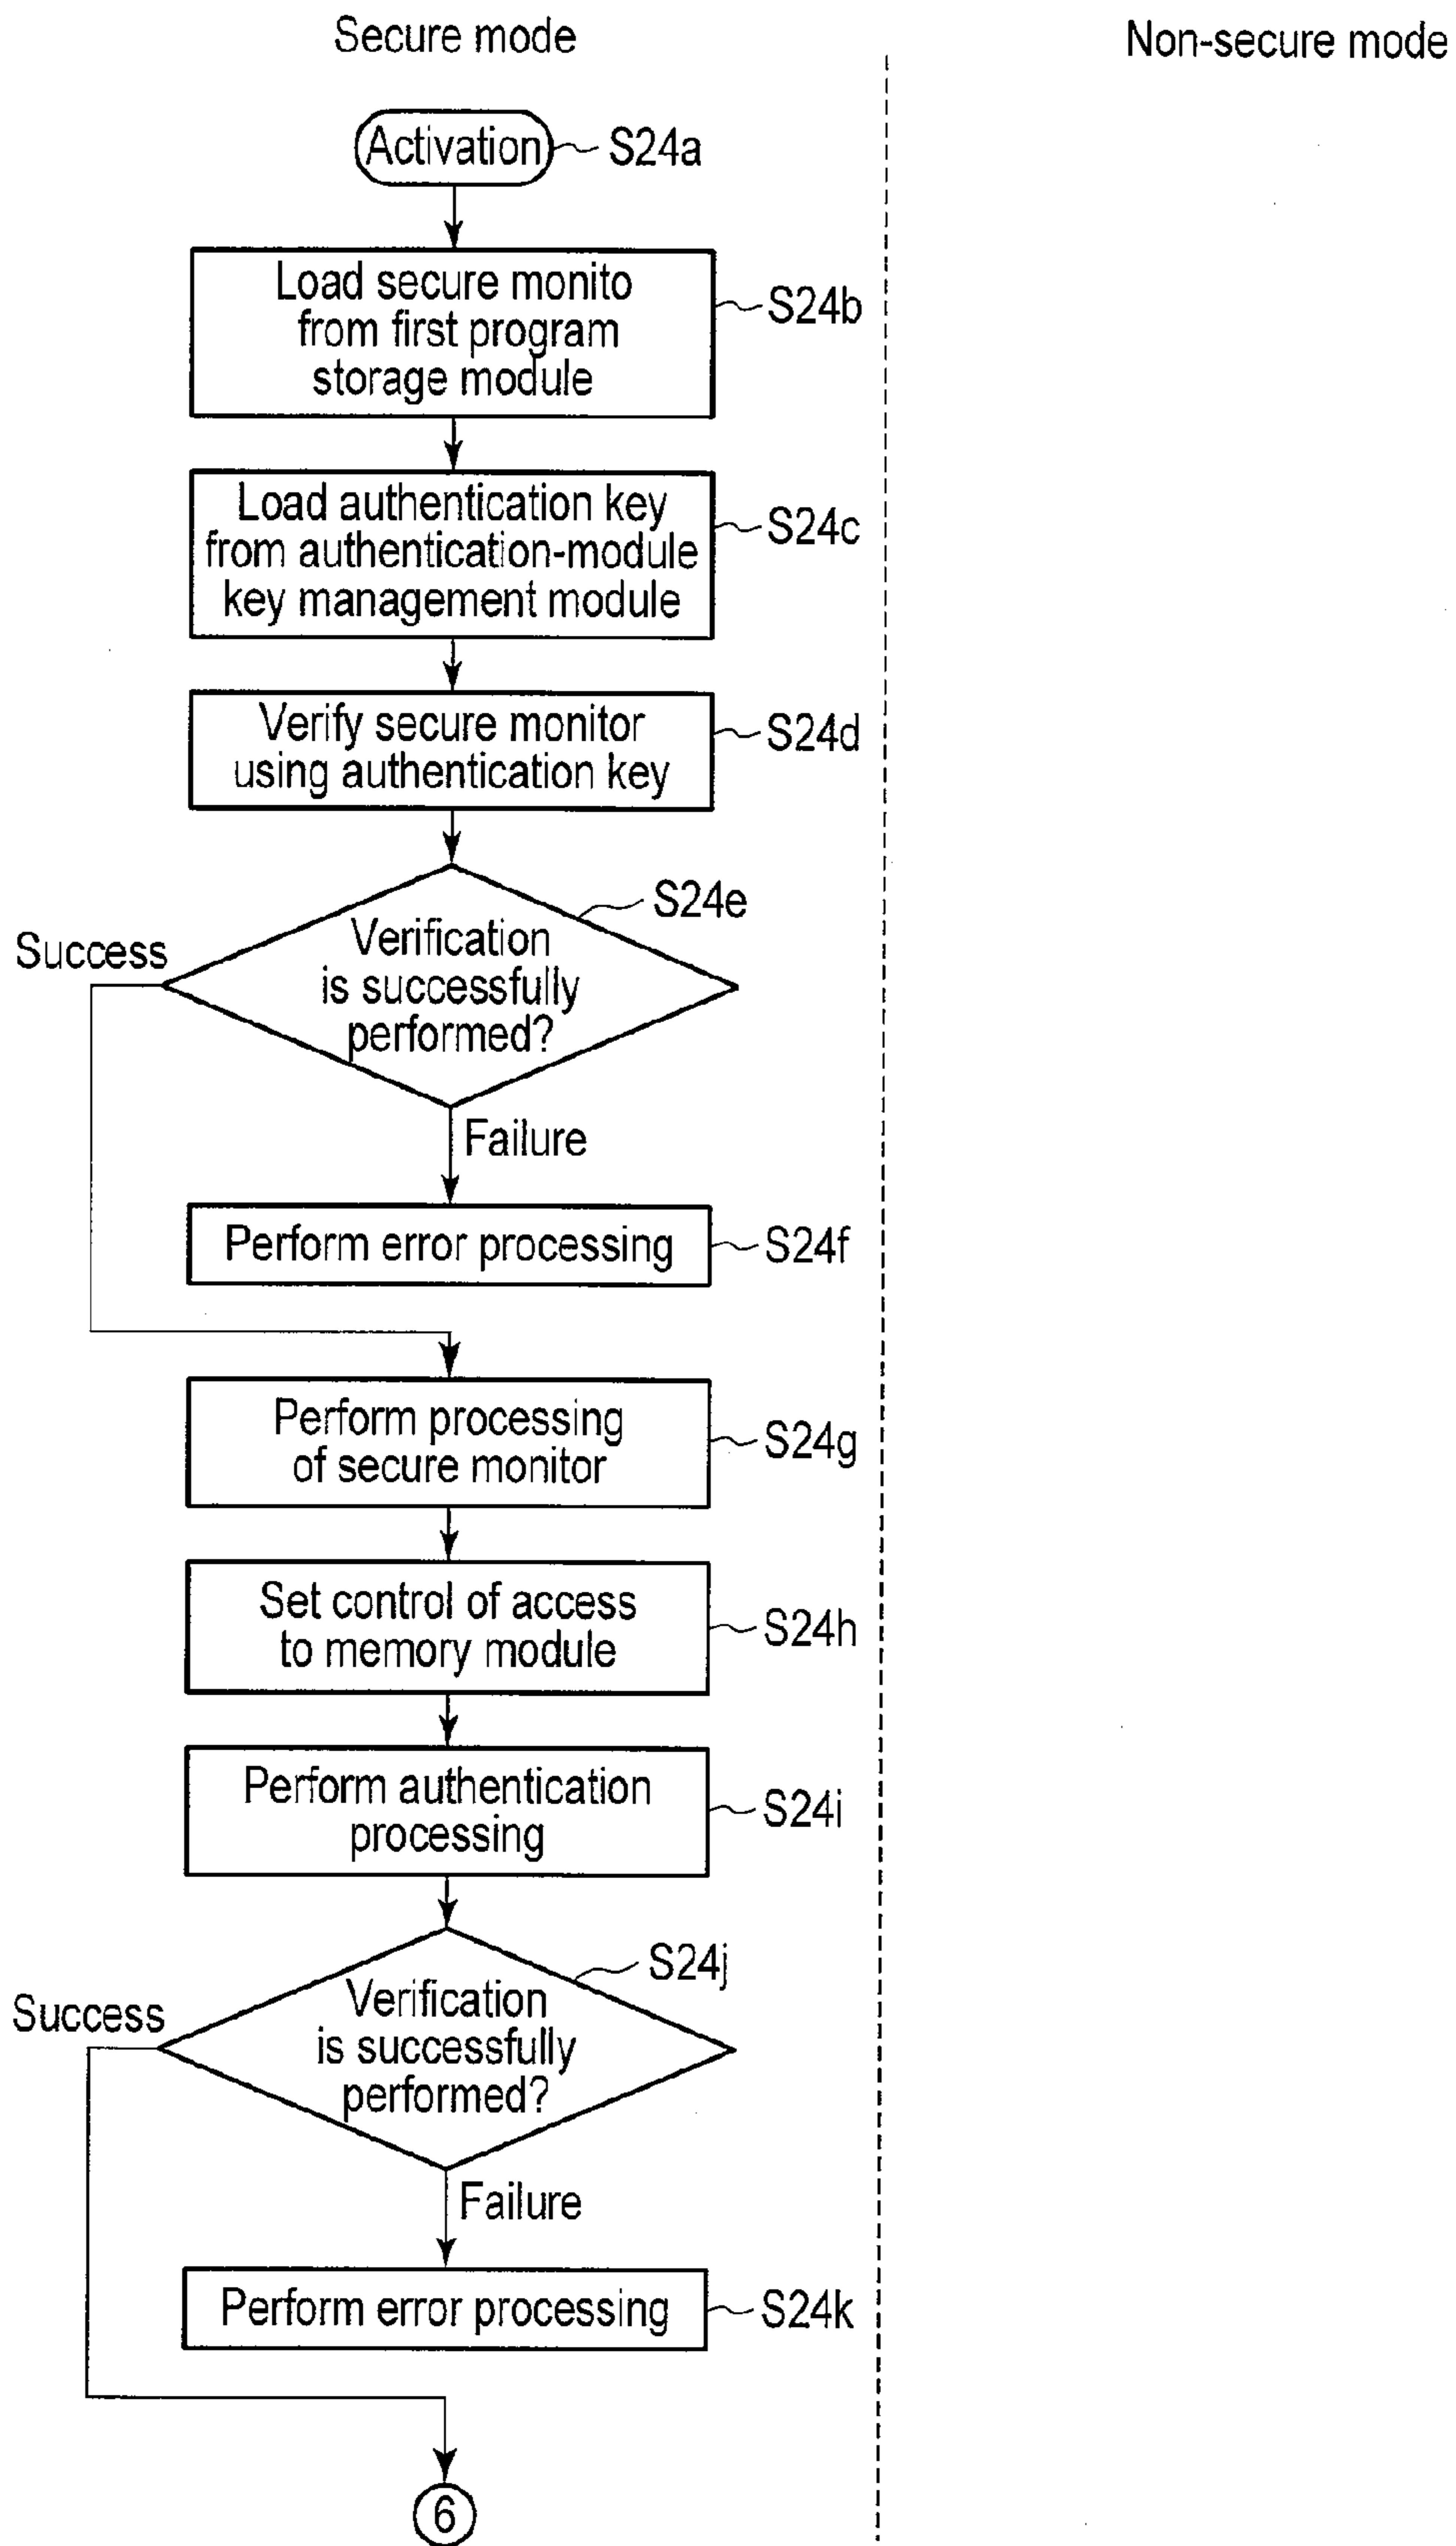 Secure mode
Non-secure mode
Activation
S24a
Load secure monito
from first program
storage module
S24b
Load authentication key
from authentication-module
key management module
S24c
Verify secure monitor
using authentication key
S24d
S24e
Success
Verification
is successfully
performed?
Failure
Perform error processing
S24f
Perform processing
of secure monitor
S24g
Set control of access
to memory module
S24h
Perform authentication
processing
S24i
S24j
Success
Verification
is successfully
performed?
Failure
Perform error processing
S24k
6